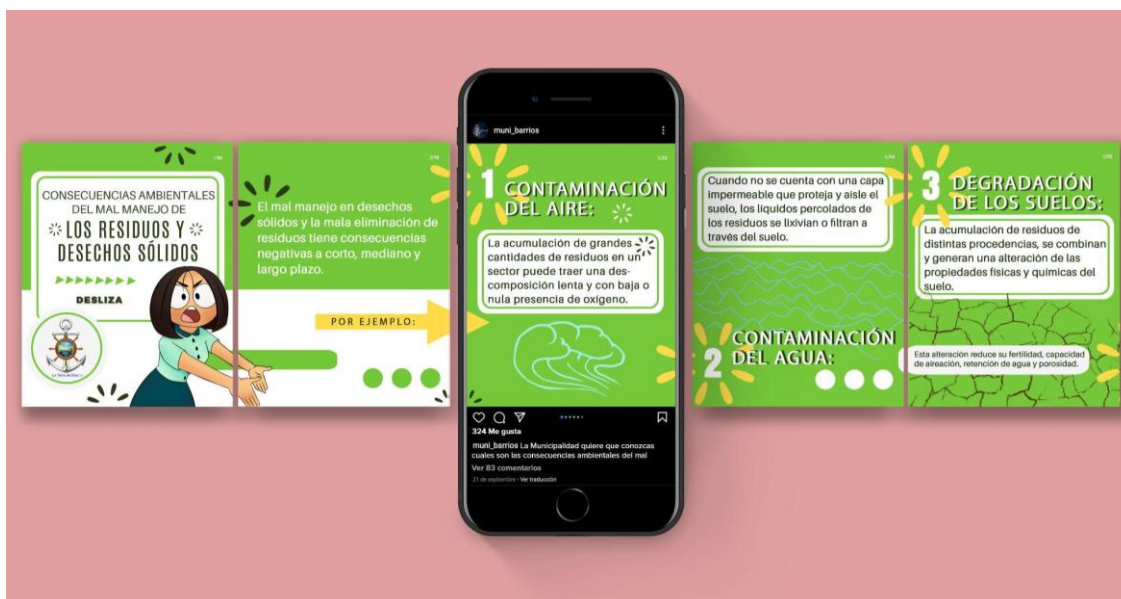 1/10
CONSECUENCIAS AMBIENTALES
DEL MAL MANEJO DE
LOS RESIDUOS Y
DESECHOS SÓLIDOS
DESLIZA
2/10
El mal manejo en desechos
sólidos y la mala eliminación de
residuos tiene consecuencias
negativas a corto, mediano y
largo plazo.
POR EJEMPLO:
muni_barrios
1 CONTAMINACIÓN
DEL AIRE:
La acumulación de grandes
cantidades de residuos en un
sector puede traer una des-
composición lenta y con baja o
nula presencia de oxígeno.
324 Me gusta
muni_barrios La Municipalidad quiere que conozcas
cuales son las consecuencias ambientales del mal
Ver 83 comentarios
21 de septiembre · Ver traducción
Cuando no se cuenta con una capa
impermeable que proteja y aísle el
suelo, los líquidos percolados de
los residuos se lixivian o filtran a
través del suelo.
2 CONTAMINACIÓN
DEL AGUA:
3 DEGRADACIÓN
DE LOS SUELOS:
La acumulación de residuos de
distintas procedencias, se combinan
y generan una alteración de las
propiedades físicas y químicas del
suelo.
Esta alteración reduce su fertilidad, capacidad
de aireación, retención de agua y porosidad.